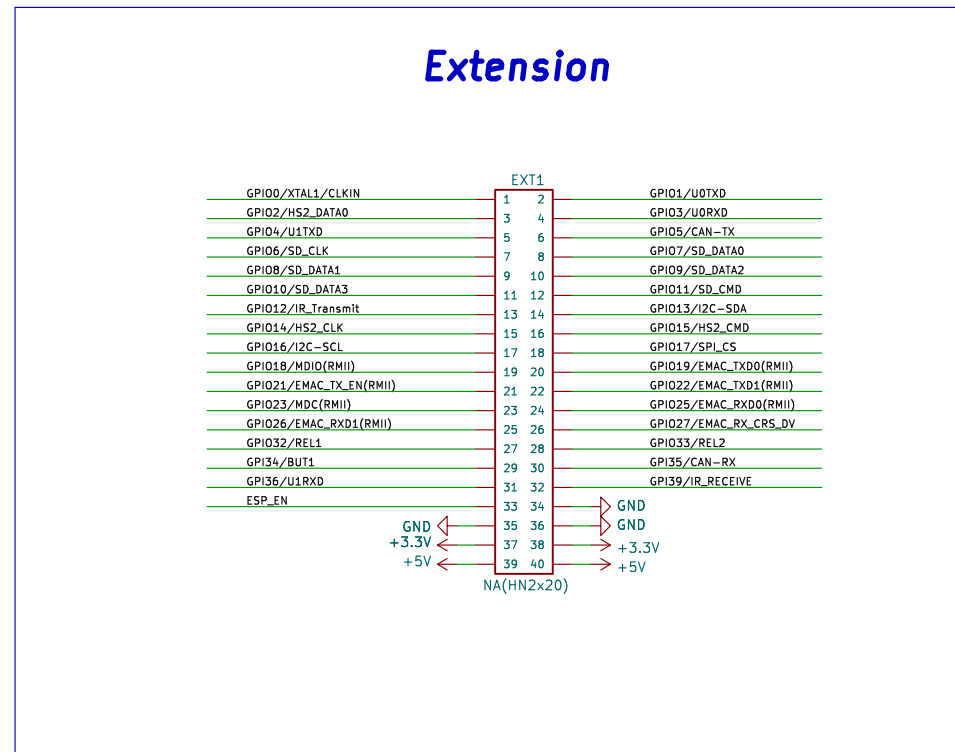 Extension
EXT1
GPIO0/XTAL1/CLKIN 1 2 GPIO1/U0TXD
GPIO2/HS2_DATA0 3 4 GPIO3/U0RXD
GPIO4/U1TXD 5 6 GPIO5/CAN-TX
GPIO6/SD_CLK 7 8 GPIO7/SD_DATA0
GPIO8/SD_DATA1 9 10 GPIO9/SD_DATA2
GPIO10/SD_DATA3 11 12 GPIO11/SD_CMD
GPIO12/IR_Transmit 13 14 GPIO13/I2C-SDA
GPIO14/HS2_CLK 15 16 GPIO15/HS2_CMD
GPIO16/I2C-SCL 17 18 GPIO17/SPI_CS
GPIO18/MDIO(RMII) 19 20 GPIO19/EMAC_TXD0(RMII)
GPIO21/EMAC_TX_EN(RMII) 21 22 GPIO22/EMAC_TXD1(RMII)
GPIO23/MDC(RMII) 23 24 GPIO25/EMAC_RXD0(RMII)
GPIO26/EMAC_RXD1(RMII) 25 26 GPIO27/EMAC_RX_CRS_DV
GPIO32/REL1 27 28 GPIO33/REL2
GPI34/BUT1 29 30 GPI35/CAN-RX
GPI36/U1RXD 31 32 GPI39/IR_RECEIVE
ESP_EN 33 34 GND
GND 35 36 GND
+3.3V 37 38 +3.3V
+5V 39 40 +5V
NA(HN2x20)